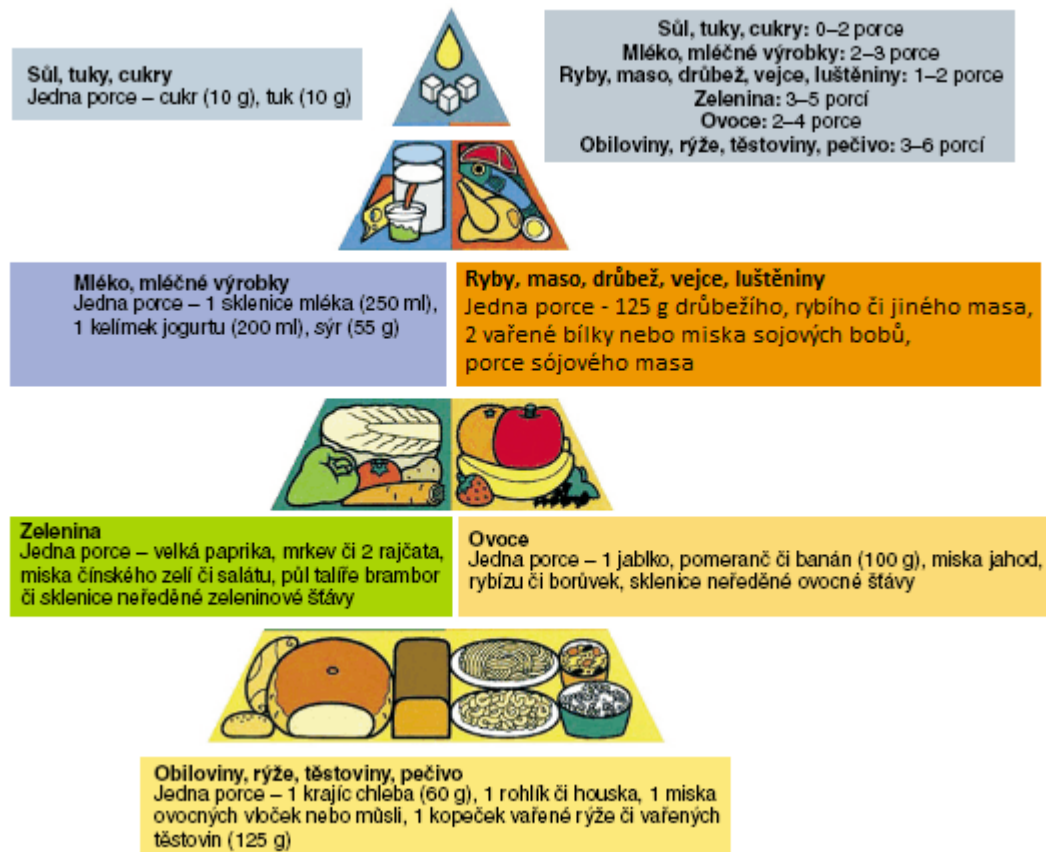 Sůl, tuky, cukry
Jedna porce – cukr (10 g), tuk (10 g)
Sůl, tuky, cukry: 0–2 porce
Mléko, mléčné výrobky: 2–3 porce
Ryby, maso, drůbež, vejce, luštěniny: 1–2 porce
Zelenina: 3–5 porcí
Ovoce: 2–4 porce
Obiloviny, rýže, těstoviny, pečivo: 3–6 porcí
Mléko, mléčné výrobky
Jedna porce – 1 sklenice mléka (250 ml),
1 kelímek jogurtu (200 ml), sýr (55 g)
Ryby, maso, drůbež, vejce, luštěniny
Jedna porce - 125 g drůbežího, rybího či jiného masa,
2 vařené bílky nebo miska sojových bobů,
porce sójového masa
Zelenina
Jedna porce – velká paprika, mrkev či 2 rajčata,
miska čínského zelí či salátu, půl talíře brambor
či sklenice neředěné zeleninové šťávy
Ovoce
Jedna porce – 1 jablko, pomeranč či banán (100 g), miska jahod,
rybízu či borůvek, sklenice neředěné ovocné šťávy
Obiloviny, rýže, těstoviny, pečivo
Jedna porce – 1 krajíc chleba (60 g), 1 rohlík či houska, 1 miska
ovocných vloček nebo műsli, 1 kopeček vařené rýže či vařených
těstovin (125 g)